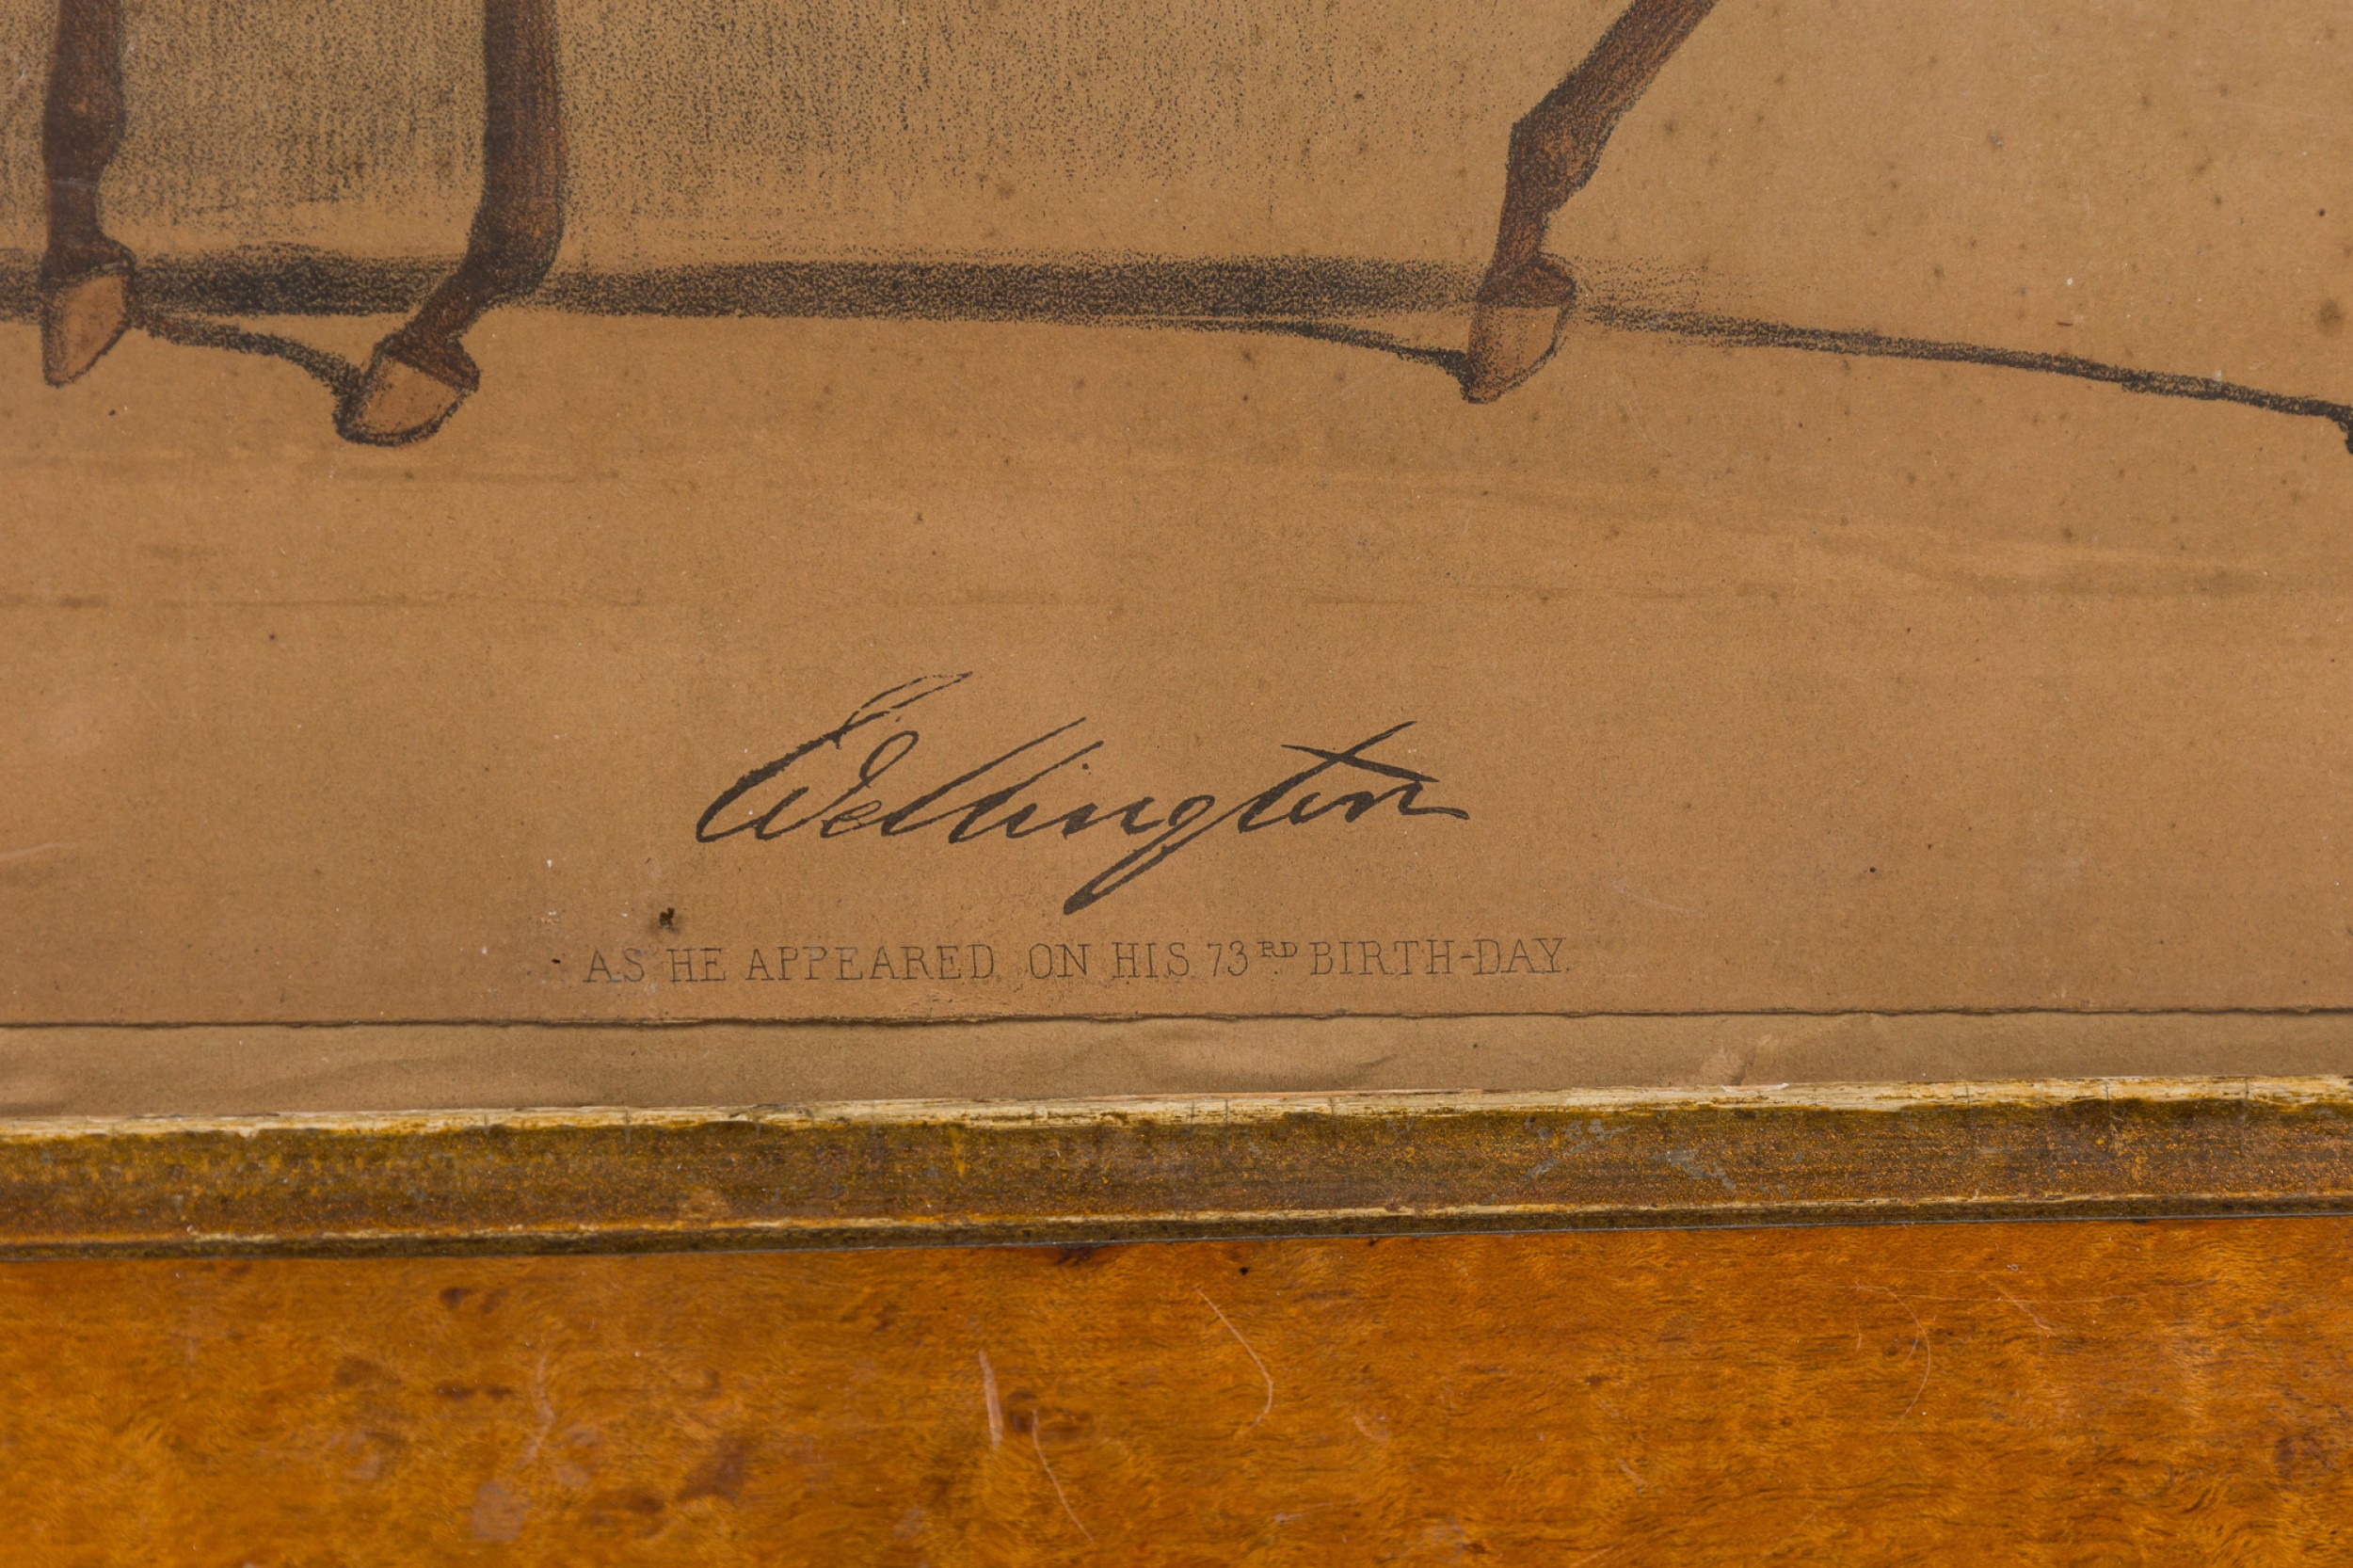 Wellington
AS HE APPEARED ON HIS 73RD BIRTH-DAY.